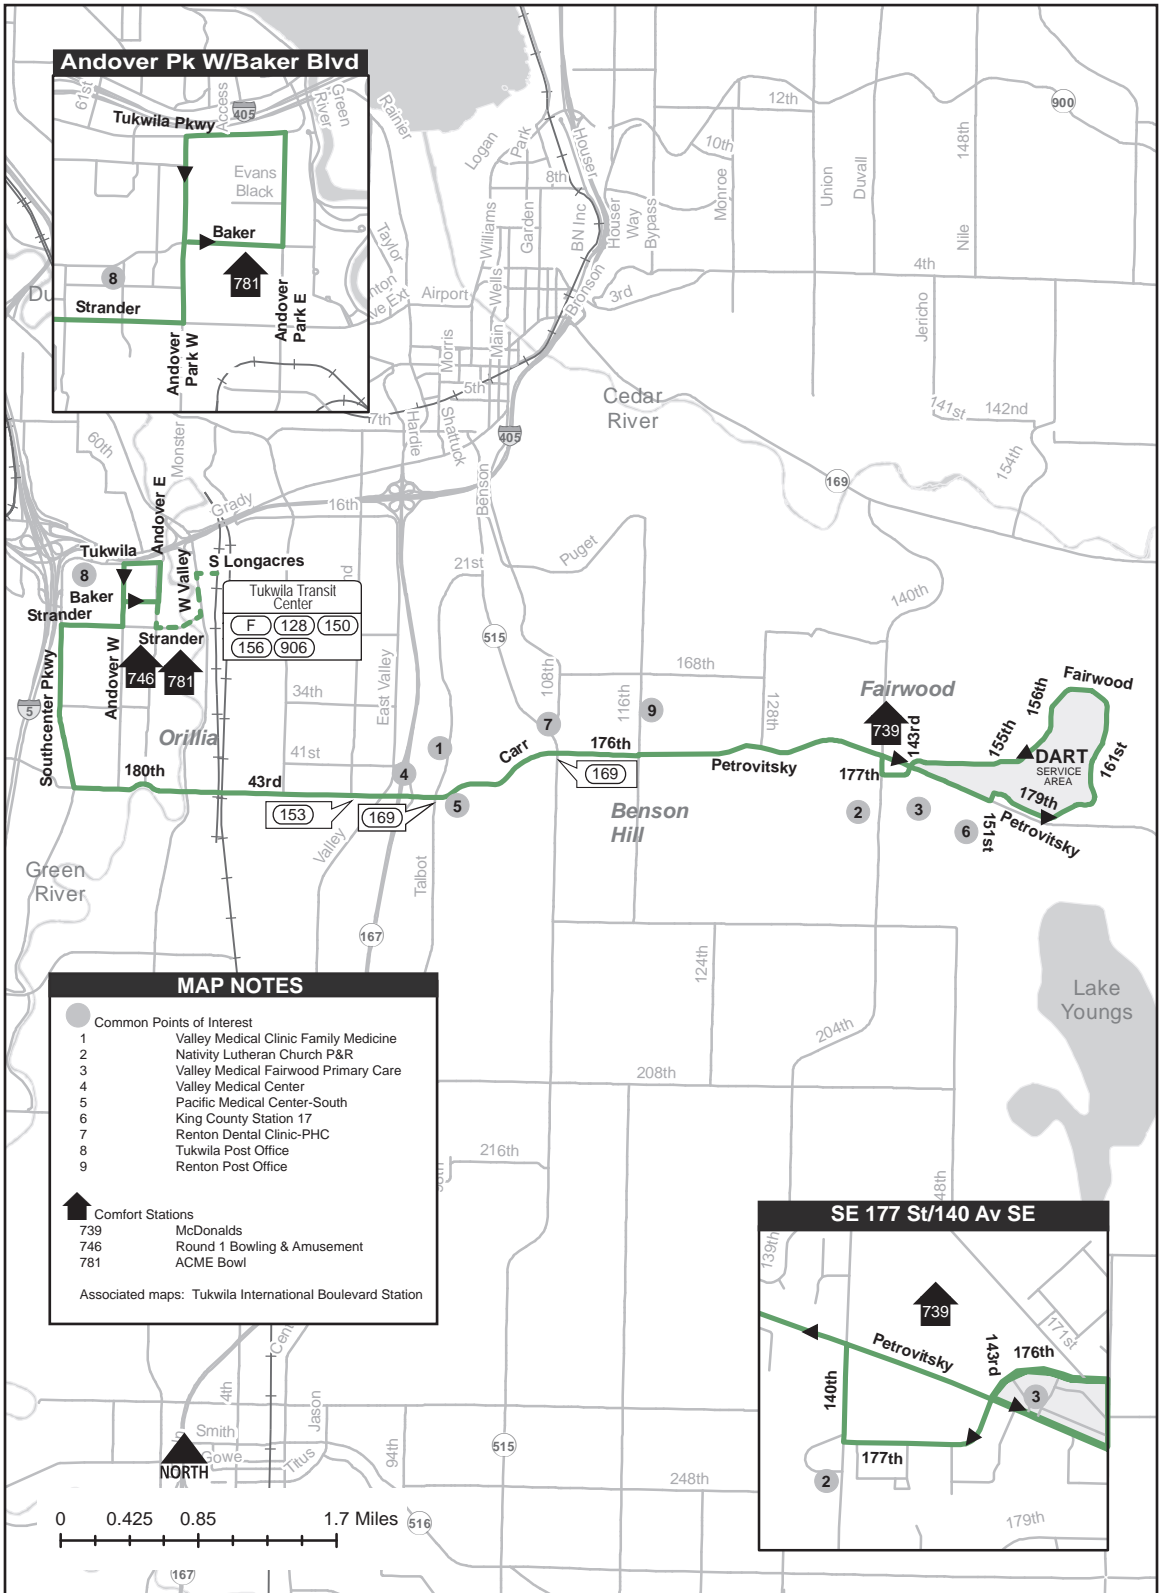 Andover Pk W/Baker Blvd
61st
Access
405
Green
River
Tukwila Pkwy
Evans
Black
Baker
8
781
Strander
Andover
Park W
Andover
Park E
Rainier
Taylor
Airport
Logan
Park
8th
Houser
Williams
Garden
BN Inc
Houser
Way
Bypass
Wells
Main
Bronson
3rd
Morris
5th
7th
Hardie
Shattuck
405
12th
900
10th
Monroe
Union
Duvall
148th
Nile
4th
Jericho
141st
142nd
154th
Cedar
River
169
60th
Monster
Grady
16th
Benson
Puget
21st
140th
Tukwila
Andover E
W Valley
S Longacres
8
Baker
Strander
Strander
Tukwila Transit
Center
F
128
150
156
906
Andover W
746
781
Southcenter Pkwy
5
Orillia
34th
41st
East Valley
515
108th
168th
116th
128th
9
7
1
4
5
Carr
176th
Petrovitsky
180th
43rd
153
169
169
Valley
Talbot
167
Benson
Hill
Fairwood
739
143rd
177th
2
3
6
151st
155th
156th
Fairwood
161st
DART
SERVICE
AREA
179th
Petrovitsky
Green
River
124th
204th
208th
216th
Lake
Youngs
MAP NOTES
Common Points of Interest
1 Valley Medical Clinic Family Medicine
2 Nativity Lutheran Church P&R
3 Valley Medical Fairwood Primary Care
4 Valley Medical Center
5 Pacific Medical Center-South
6 King County Station 17
7 Renton Dental Clinic-PHC
8 Tukwila Post Office
9 Renton Post Office
Comfort Stations
739 McDonalds
746 Round 1 Bowling & Amusement
781 ACME Bowl
Associated maps: Tukwila International Boulevard Station
SE 177 St/140 Av SE
139th
739
171st
Petrovitsky
143rd
176th
140th
3
177th
2
179th
4th
Smith
Gowe
Titus
Jason
94th
515
248th
NORTH
0 0.425 0.85 1.7 Miles
516
167